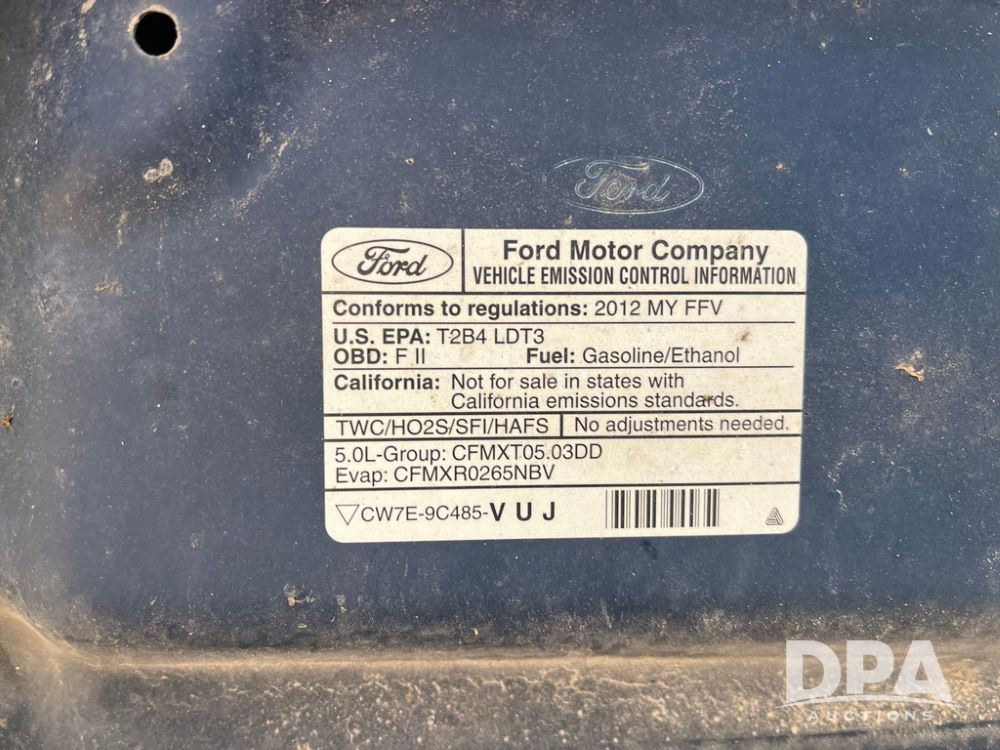 Ford
Ford
Ford Motor Company
VEHICLE EMISSION CONTROL INFORMATION
Conforms to regulations: 2012 MY FFV
U.S. EPA: T2B4 LDT3
OBD: F II Fuel: Gasoline/Ethanol
California: Not for sale in states with
California emissions standards.
TWC/HO2S/SFI/HAFS No adjustments needed.
5.0L-Group: CFMXT05.03DD
Evap: CFMXR0265NBV
CW7E-9C485-VUJ
DPA
AUCTIONS